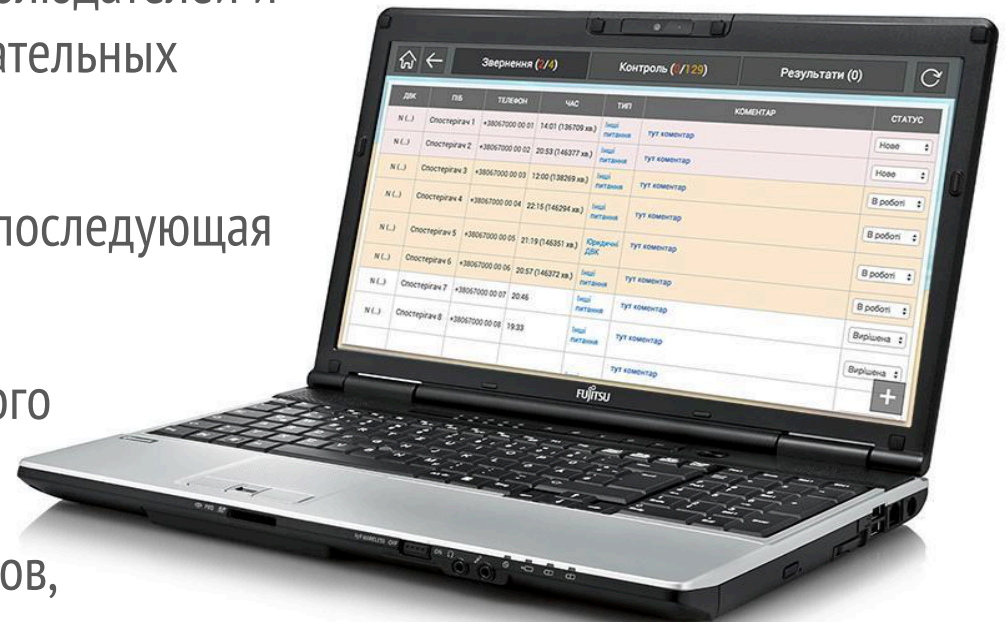 блюдателей и
ательных
последующая
ого
ов,
Звернення (2/4) Контроль (0/129) Результати (0)
ДВК ПІБ ТЕЛЕФОН ЧАС ТИП КОМЕНТАР СТАТУС
N (...) Спостерігач 1 +38067000 00 01 14:01 (136709 хв.) Інші питання тут коментар Нове
N (...) Спостерігач 2 +38067000 00 02 20:53 (146377 хв.) Інші питання тут коментар Нове
N (...) Спостерігач 3 +38067000 00 03 12:00 (138269 хв.) Інші питання тут коментар В роботі
N (...) Спостерігач 4 +38067000 00 04 22:15 (146294 хв.) Інші питання тут коментар В роботі
N (...) Спостерігач 5 +38067000 00 05 21:19 (146351 хв.) Юридичні ДВК тут коментар В роботі
N (...) Спостерігач 6 +38067000 00 06 20:57 (146372 хв.) Інші питання тут коментар В роботі
N (...) Спостерігач 7 +38067000 00 07 20:46 Інші питання тут коментар Вирішена
N (...) Спостерігач 8 +38067000 00 08 19:33 Інші питання тут коментар Вирішена
FUJITSU